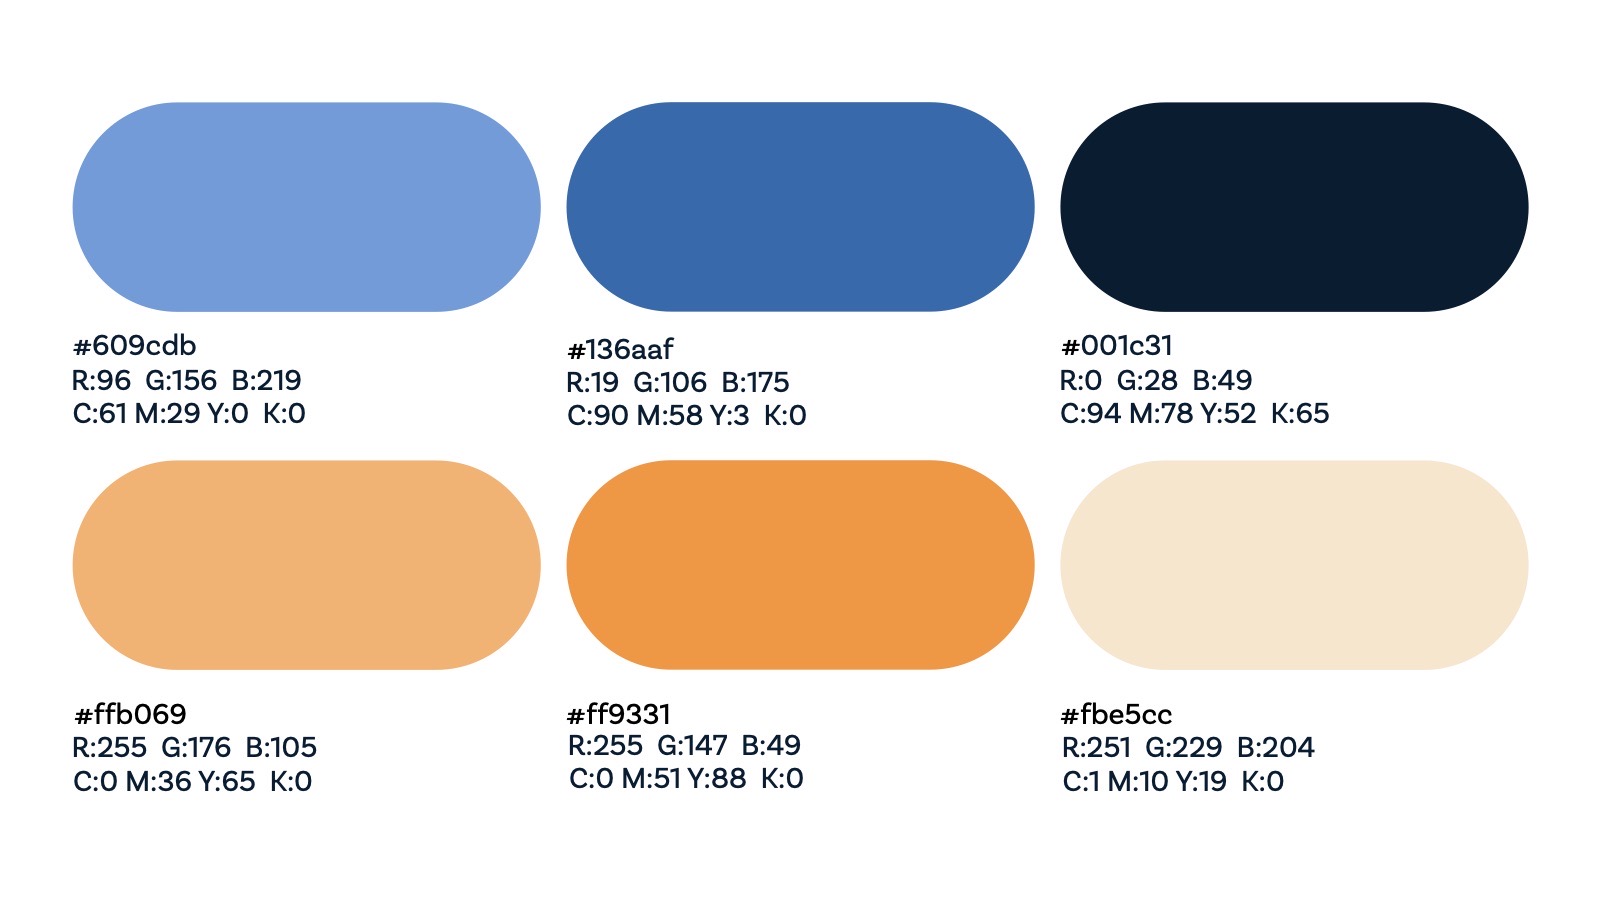 #609cdb
R:96  G:156  B:219
C:61 M:29 Y:0  K:0
#136aaf
R:19  G:106  B:175
C:90 M:58 Y:3  K:0
#001c31
R:0  G:28  B:49
C:94 M:78 Y:52  K:65
#ffb069
R:255  G:176  B:105
C:0 M:36 Y:65  K:0
#ff9331
R:255  G:147  B:49
C:0 M:51 Y:88  K:0
#fbe5cc
R:251  G:229  B:204
C:1 M:10 Y:19  K:0